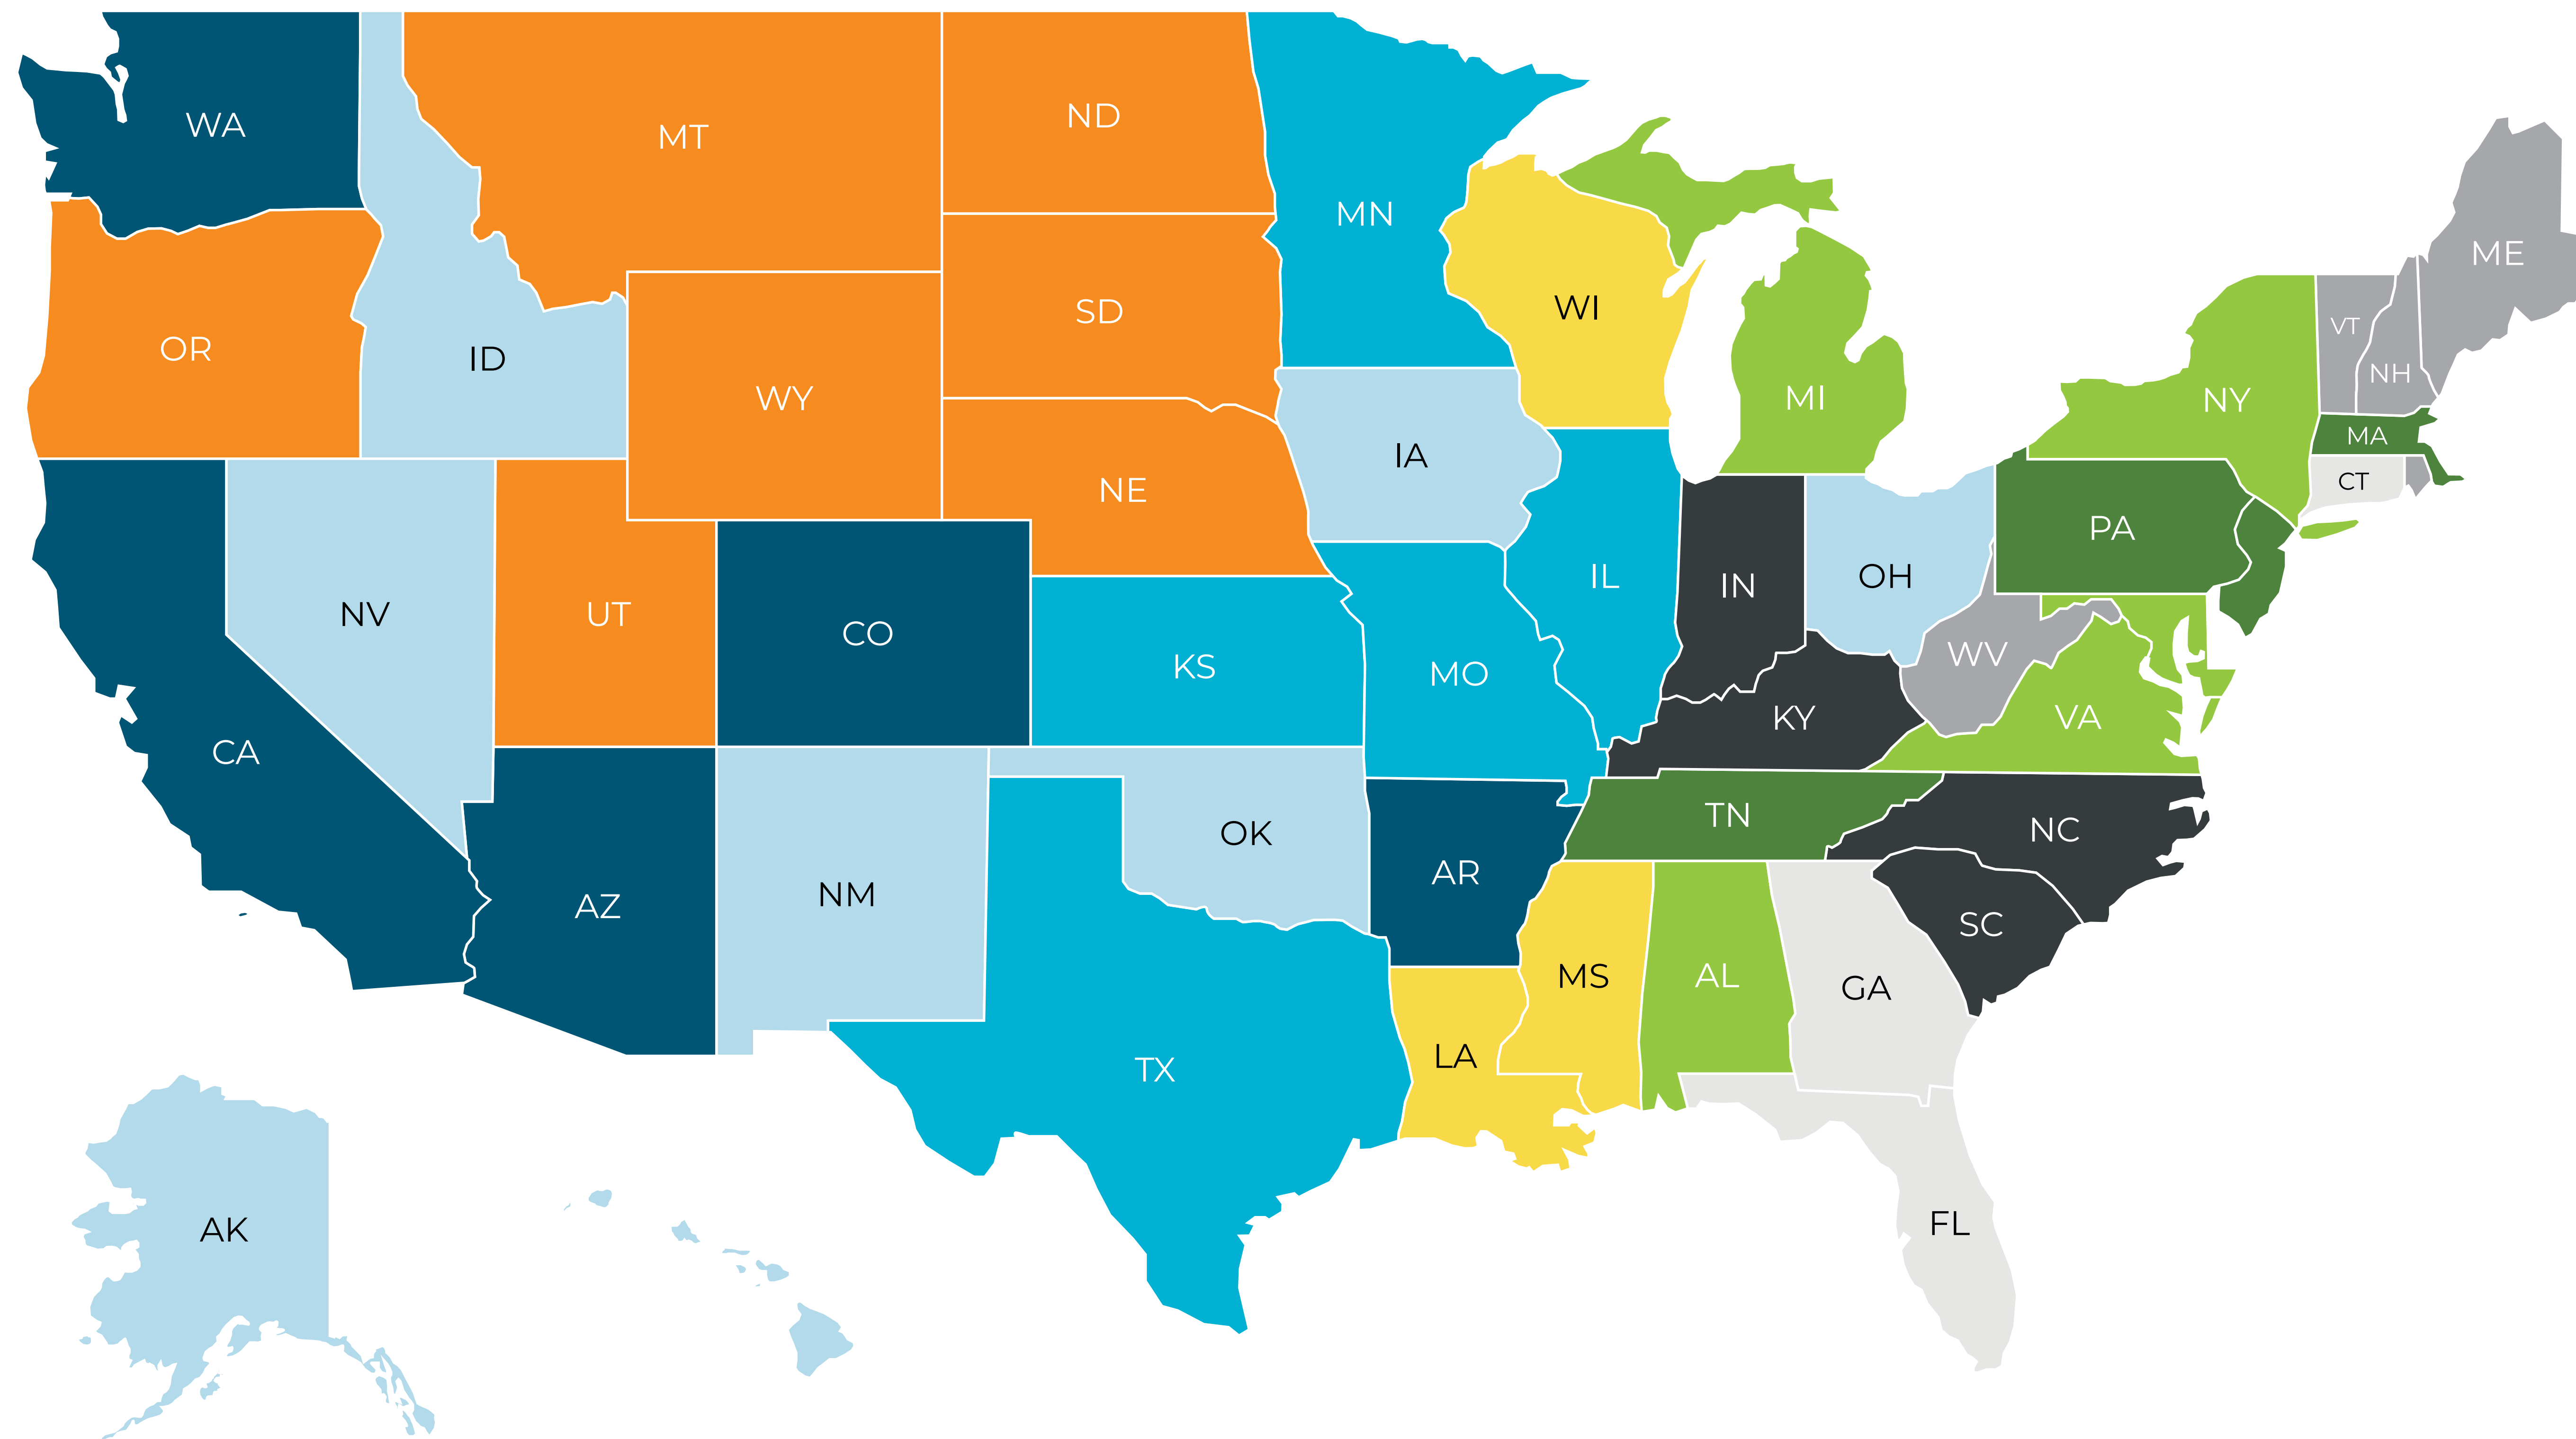 WA
MT
ND
MN
OR
ID
WY
SD
WI
MI
NY
VT
NH
ME
MA
CT
NV
UT
CO
NE
IA
IL
IN
OH
PA
CA
KS
MO
KY
WV
VA
AZ
NM
OK
AR
TN
NC
SC
TX
LA
MS
AL
GA
FL
AK